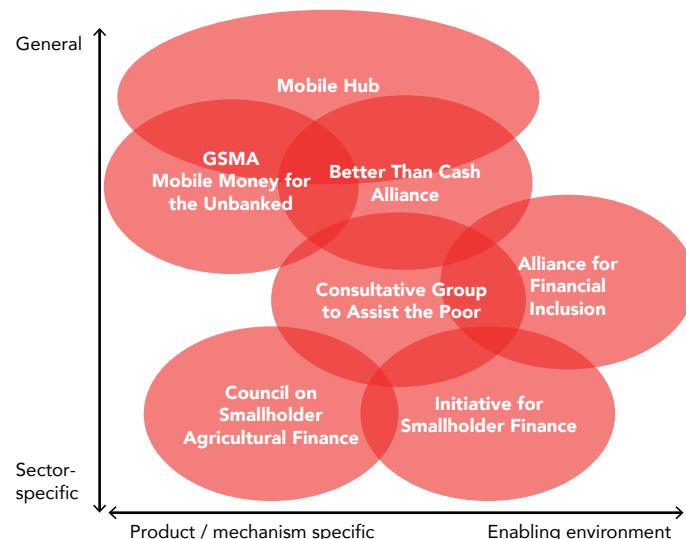 General
Mobile Hub
GSMA
Mobile Money for
the Unbanked
Better Than Cash
Alliance
Alliance for
Financial
Inclusion
Consultative Group
to Assist the Poor
Council on
Smallholder
Agricultural Finance
Initiative for
Smallholder Finance
Sector-
specific
Product / mechanism specific
Enabling environment